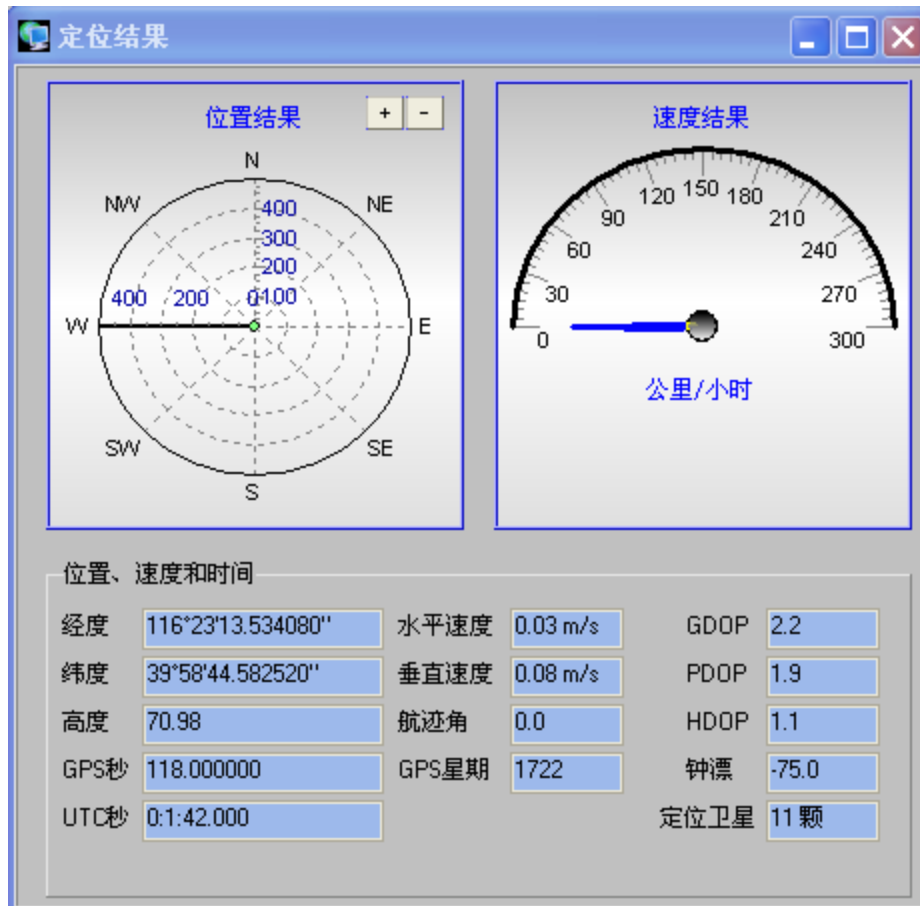 定位结果
位置结果 + -
速度结果
N
NW
NE
400
300
200
100
400 200 0
W
E
SW
SE
S
0
30
60
90
120
150
180
210
240
270
300
公里/小时
位置、速度和时间
经度 116°23'13.534080'' 水平速度 0.03 m/s GDOP 2.2
纬度 39°58'44.582520'' 垂直速度 0.08 m/s PDOP 1.9
高度 70.98 航迹角 0.0 HDOP 1.1
GPS秒 118.000000 GPS星期 1722 钟漂 -75.0
UTC秒 0:1:42.000 定位卫星 11 颗